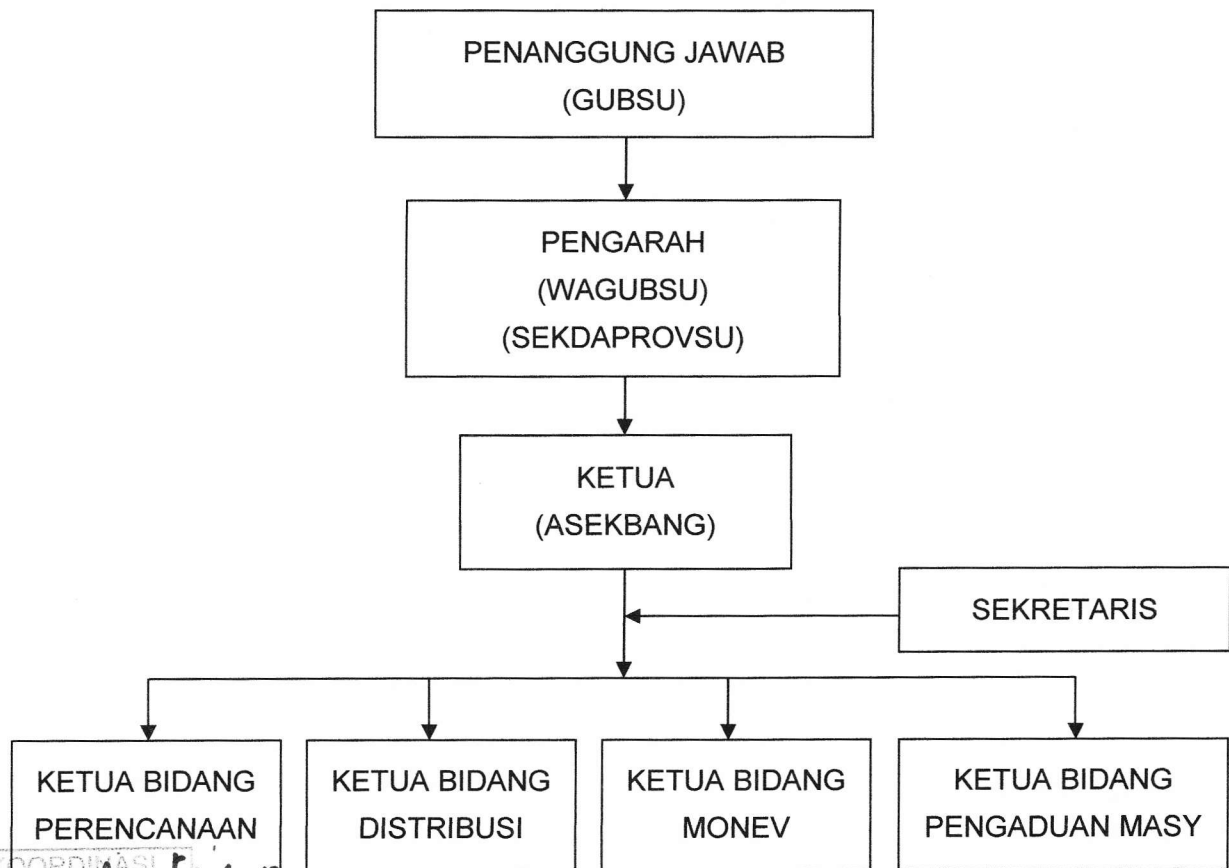 PENANGGUNG JAWAB
(GUBSU)
PENGARAH
(WAGUBSU)
(SEKDAPROVSU)
KETUA
(ASEKBANG)
SEKRETARIS
KETUA BIDANG
PERENCANAAN
KETUA BIDANG
DISTRIBUSI
KETUA BIDANG
MONEV
KETUA BIDANG
PENGADUAN MASY